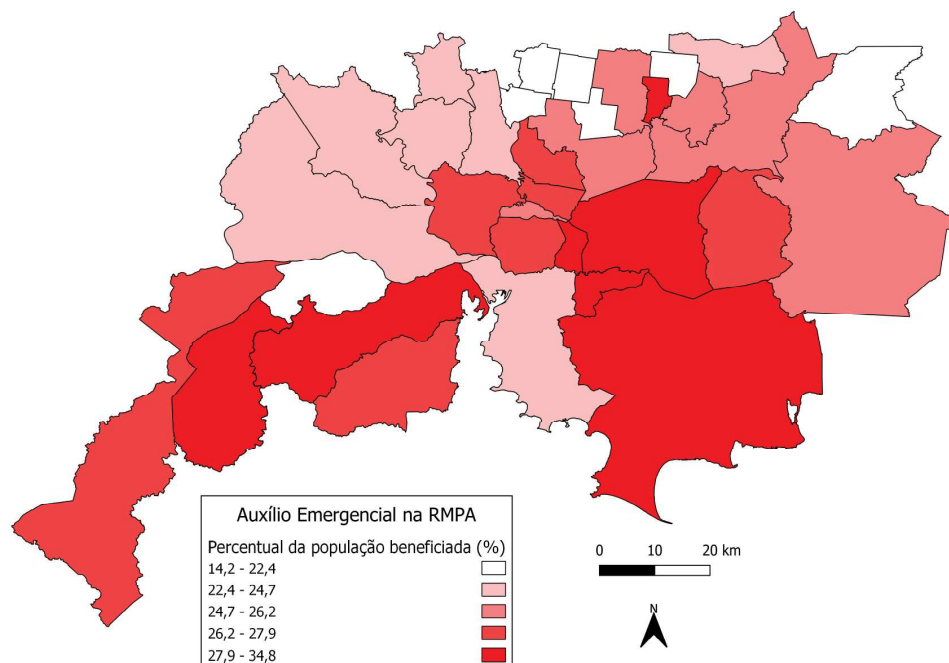 Auxílio Emergencial na RMPA
Percentual da população beneficiada (%)
14,2 - 22,4
22,4 - 24,7
24,7 - 26,2
26,2 - 27,9
27,9 - 34,8
0 10 20 km
N